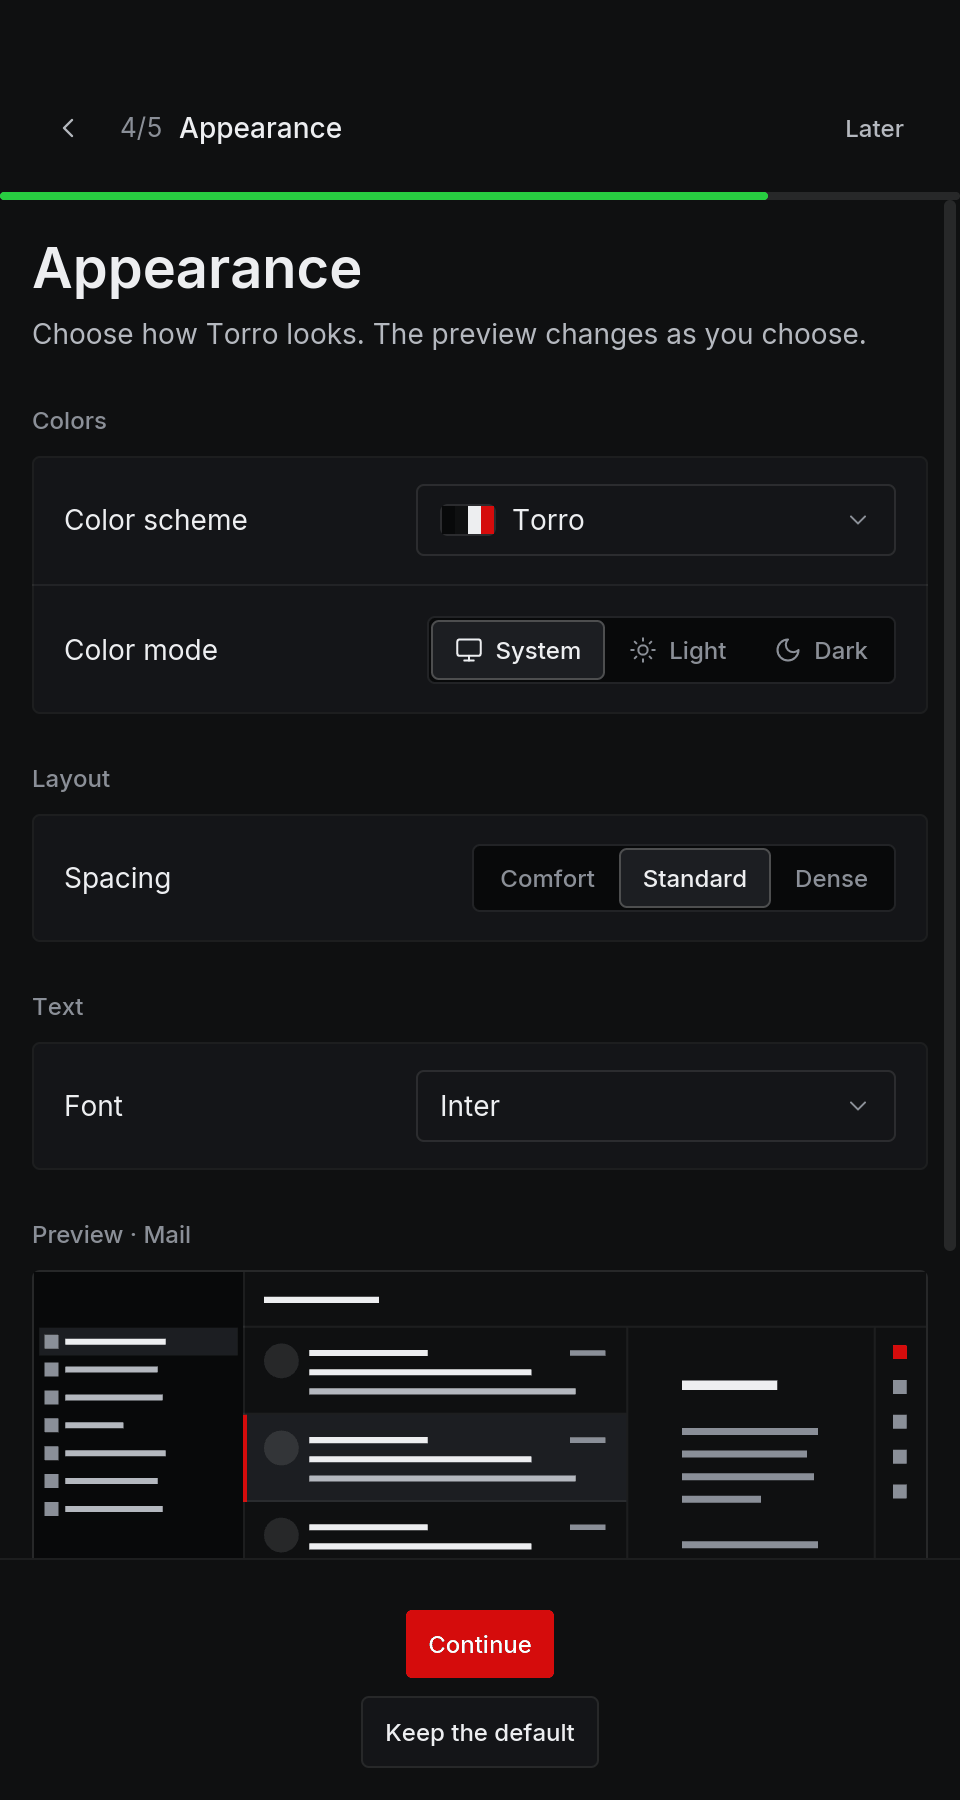 4/5 Appearance
Later
Appearance
Choose how Torro looks. The preview changes as you choose.
Colors
Color scheme
Torro
Color mode
System
Light
Dark
Layout
Spacing
Comfort
Standard
Dense
Text
Font
Inter
Preview · Mail
Continue
Keep the default